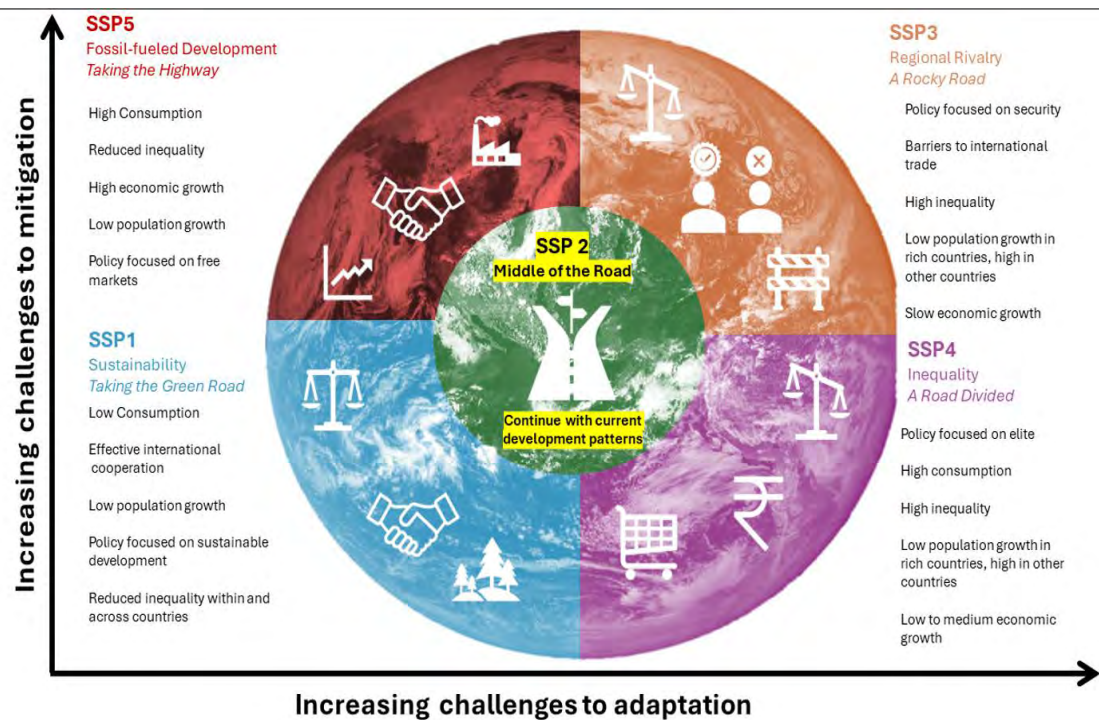 Increasing challenges to mitigation
SSP5
Fossil-fueled Development
Taking the Highway
High Consumption
Reduced inequality
High economic growth
Low population growth
Policy focused on free
markets
SSP3
Regional Rivalry
A Rocky Road
Policy focused on security
Barriers to international
trade
High inequality
Low population growth in
rich countries, high in
other countries
Slow economic growth
SSP 2
Middle of the Road
Continue with current
development patterns
SSP1
Sustainability
Taking the Green Road
Low Consumption
Effective international
cooperation
Low population growth
Policy focused on sustainable
development
Reduced inequality within and
across countries
SSP4
Inequality
A Road Divided
Policy focused on elite
High consumption
High inequality
Low population growth in
rich countries, high in other
countries
Low to medium economic
growth
₹
Increasing challenges to adaptation